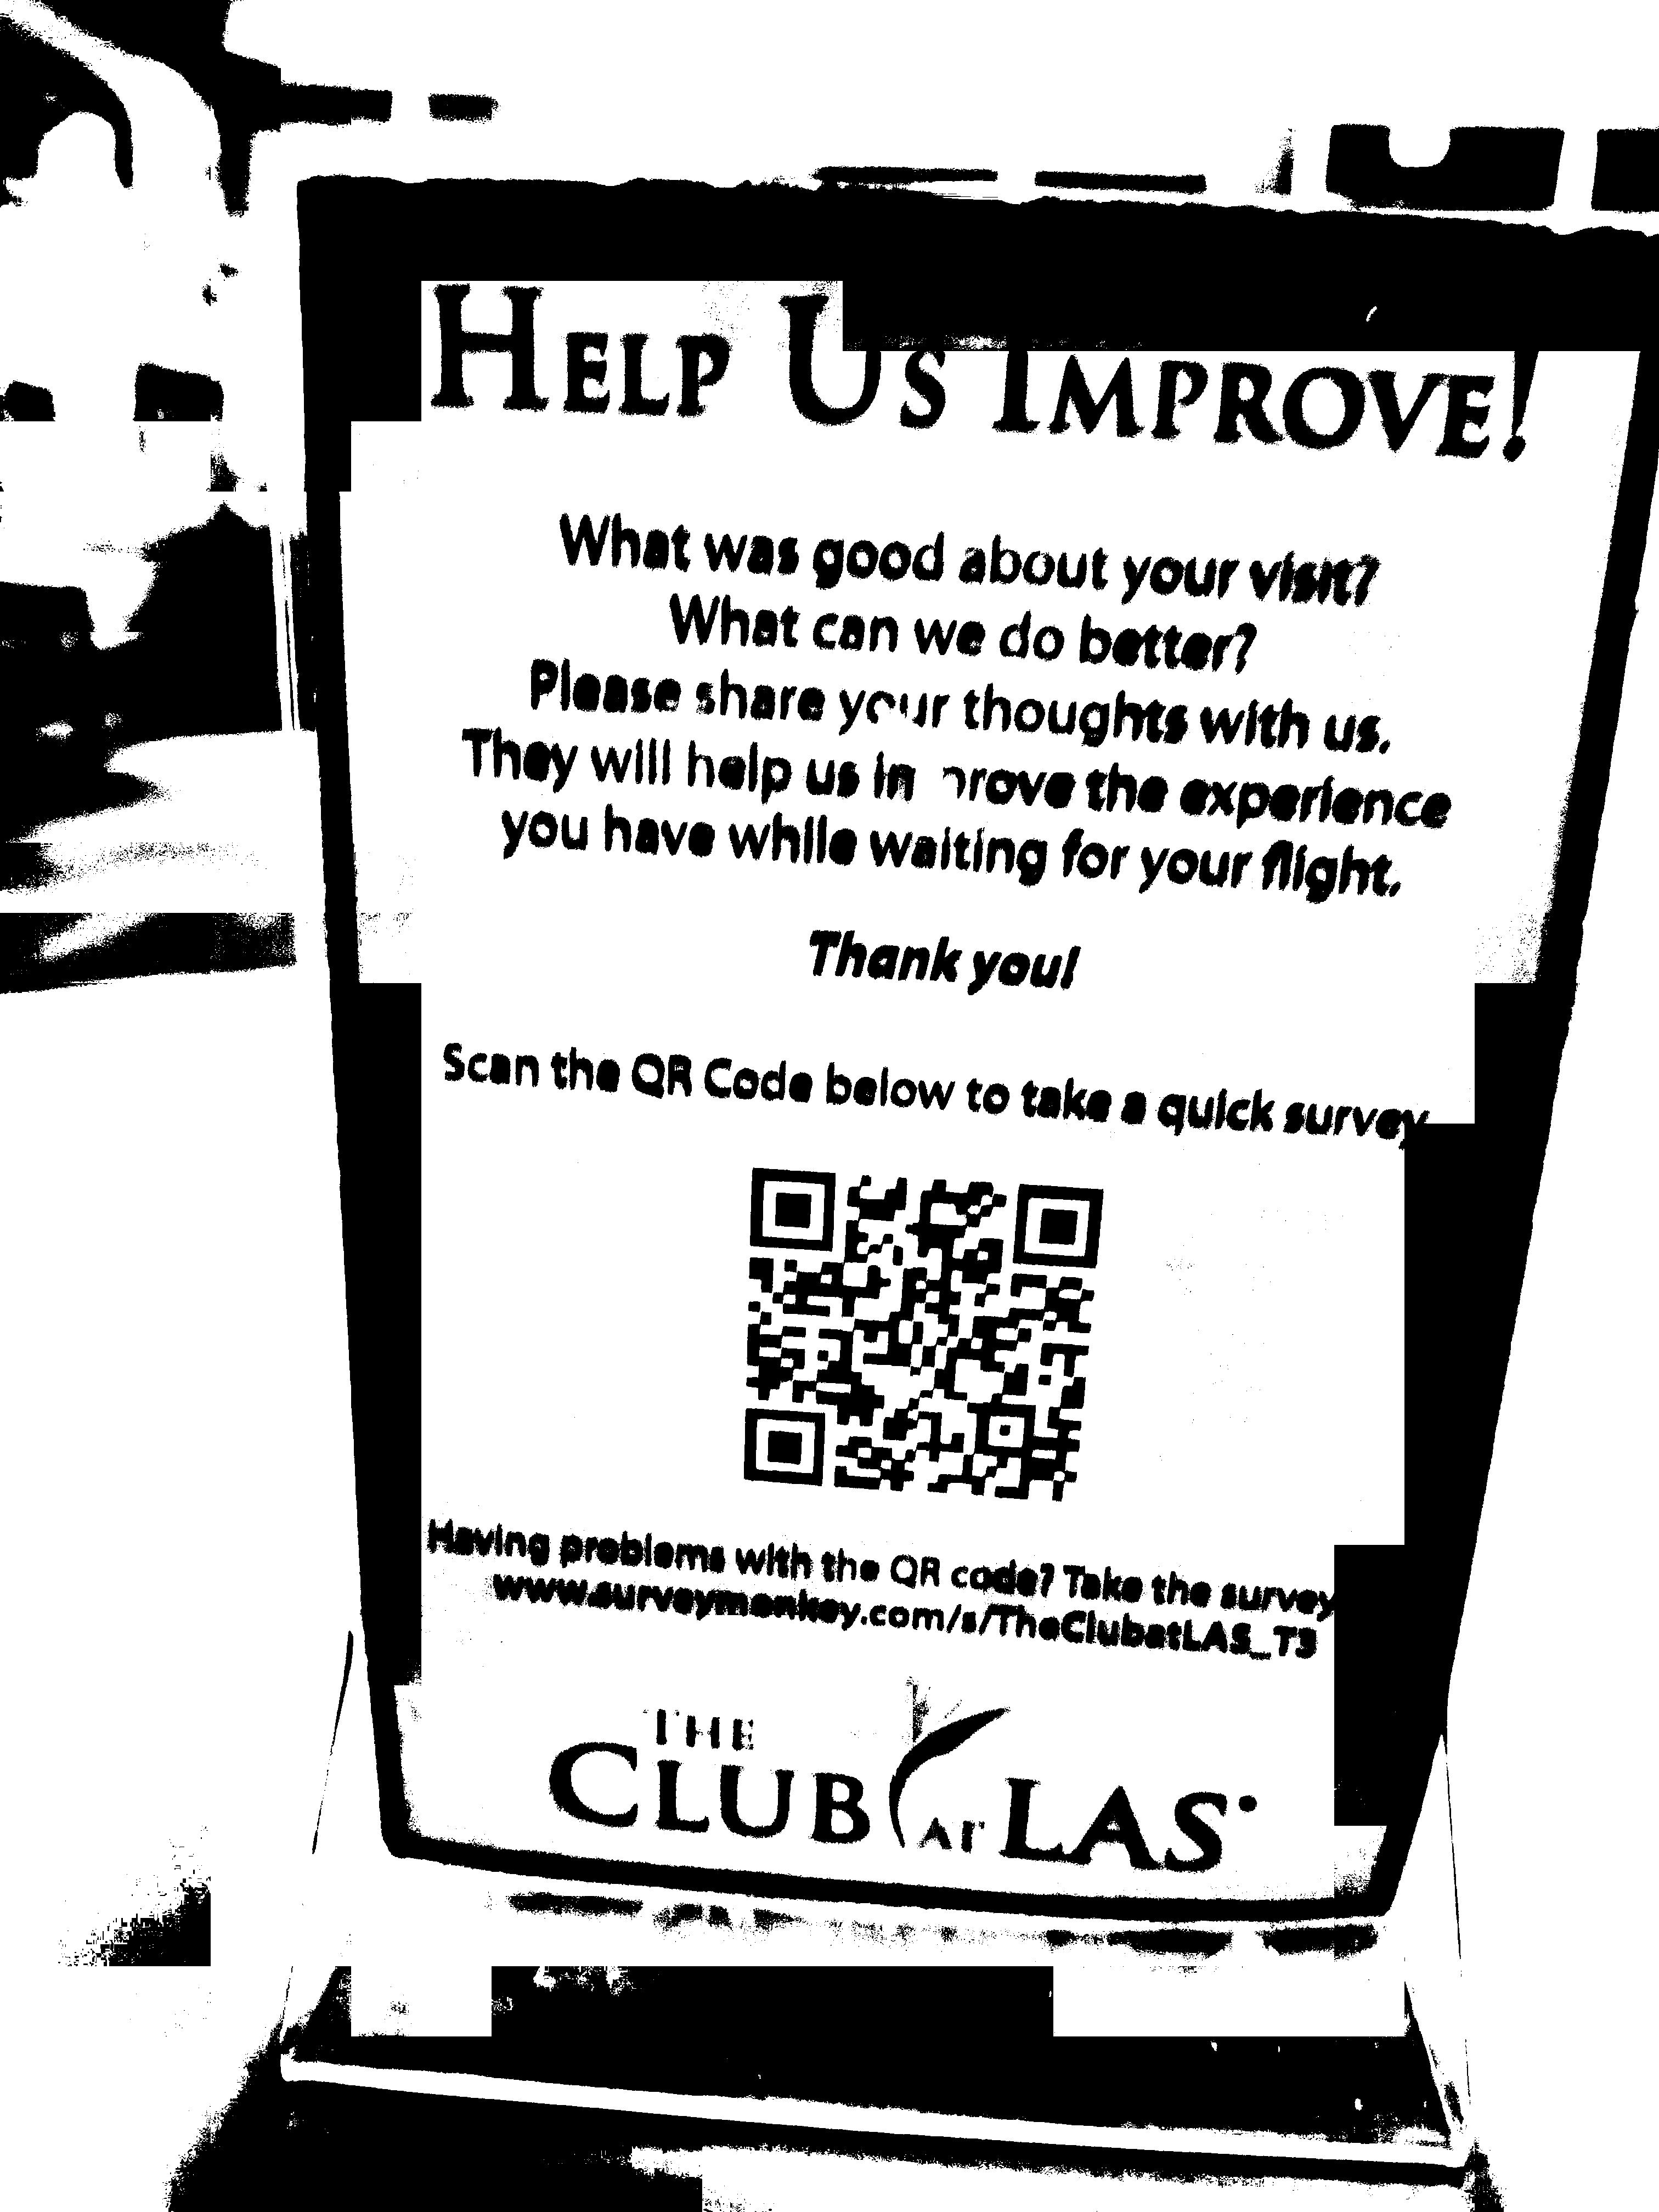 HELP US IMPROVE!
What was good about your visit?
What can we do better?
Please share your thoughts with us.
They will help us improve the experience
you have while waiting for your flight.
Thank you!
Scan the QR Code below to take a quick survey
Having problems with the QR code? Take the survey
www.surveymonkey.com/s/TheClubatLAS_T3
THE
CLUB AT LAS